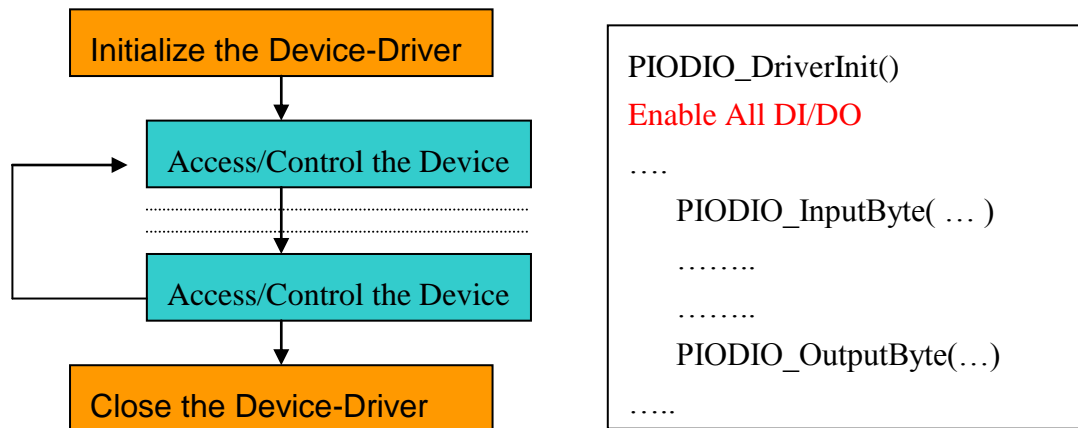 Initialize the Device-Driver
Access/Control the Device
Access/Control the Device
Close the Device-Driver
PIODIO_DriverInit()
Enable All DI/DO
….
PIODIO_InputByte( … )
……..
……..
PIODIO_OutputByte(…)
…..